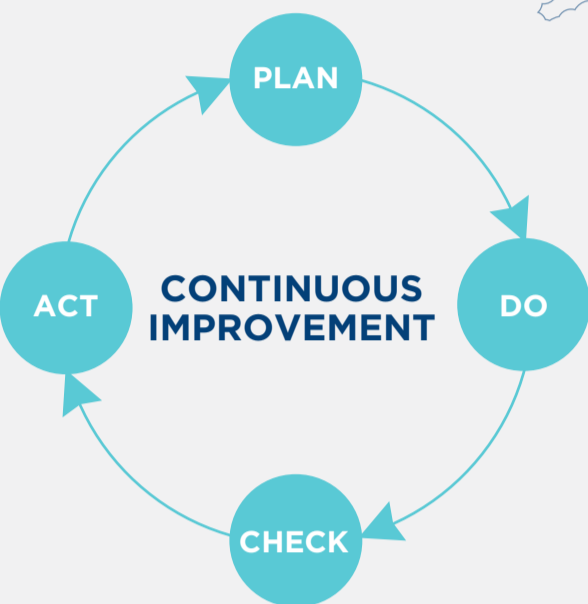 PLAN
ACT
CONTINUOUS
IMPROVEMENT
DO
CHECK